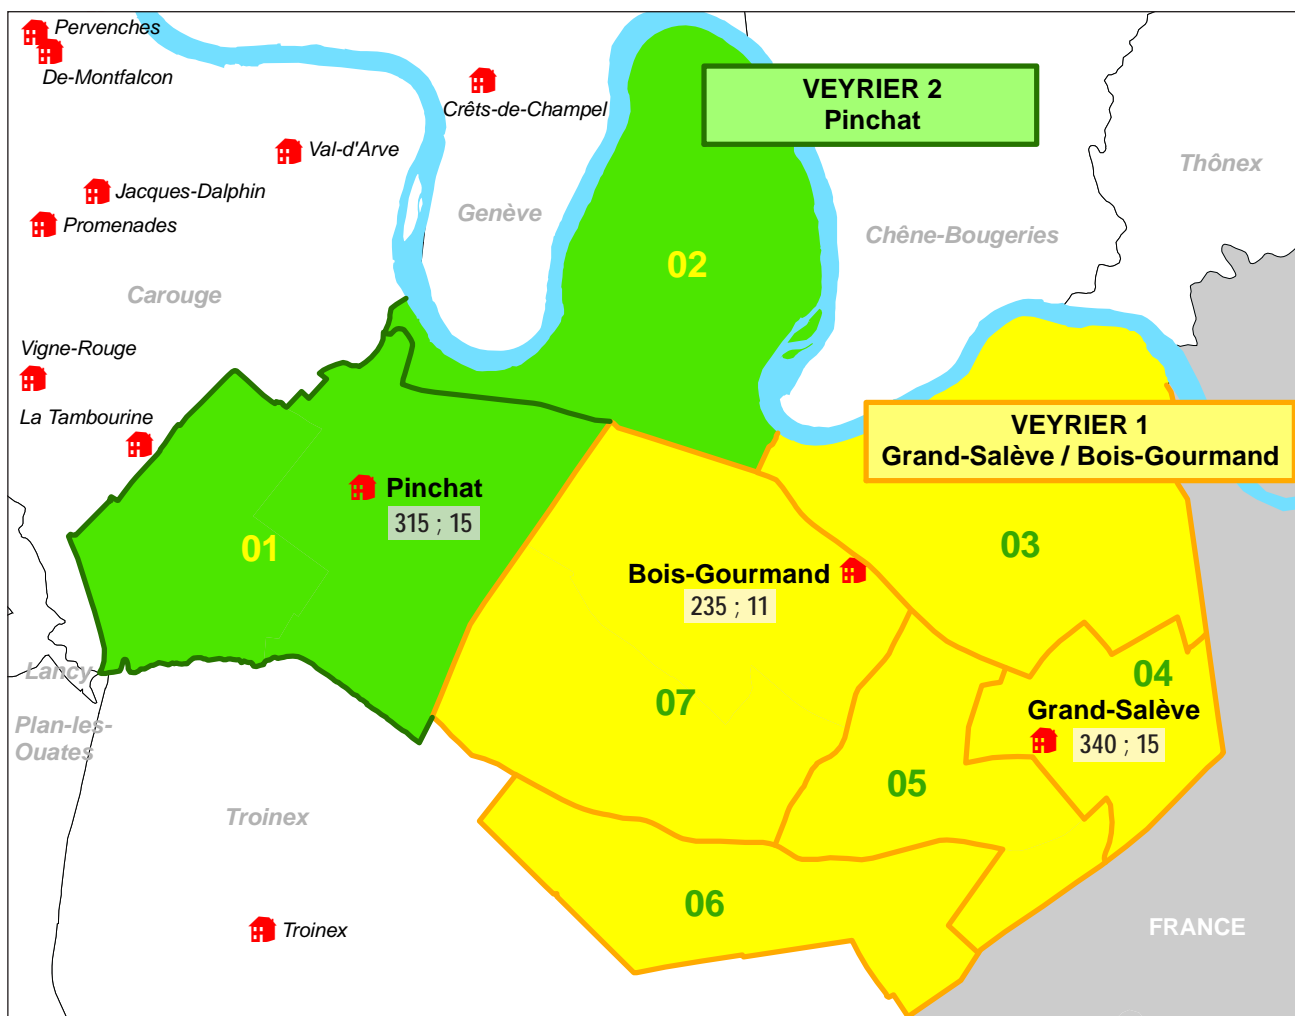 Pervenches
De-Montfalcon
Crêts-de-Champel
VEYRIER 2
Pinchat
Val-d'Arve
Thônex
Jacques-Dalphin
Promenades
Genève
Chêne-Bougeries
02
Carouge
Vigne-Rouge
La Tambourine
VEYRIER 1
Grand-Salève / Bois-Gourmand
Pinchat
315 ; 15
01
03
Bois-Gourmand
235 ; 11
Lancy
04
07
Grand-Salève
340 ; 15
Plan-les-
Ouates
05
Troinex
06
Troinex
FRANCE